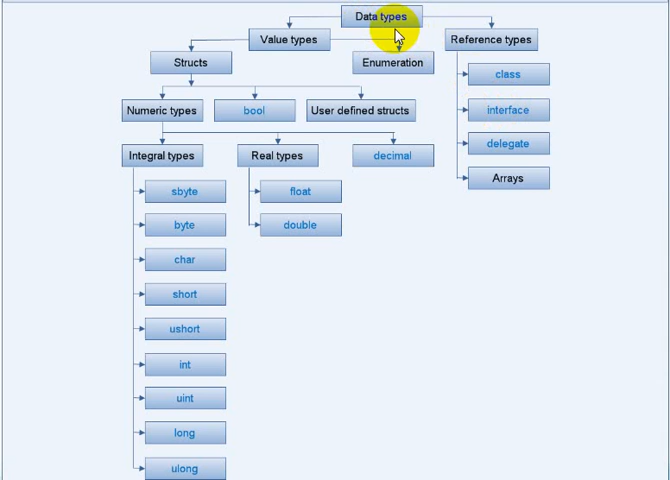 Data types
Value types
Reference types
Structs
Enumeration
class
Numeric types
bool
User defined structs
interface
delegate
Integral types
Real types
decimal
Arrays
sbyte
float
byte
double
char
short
ushort
int
uint
long
ulong